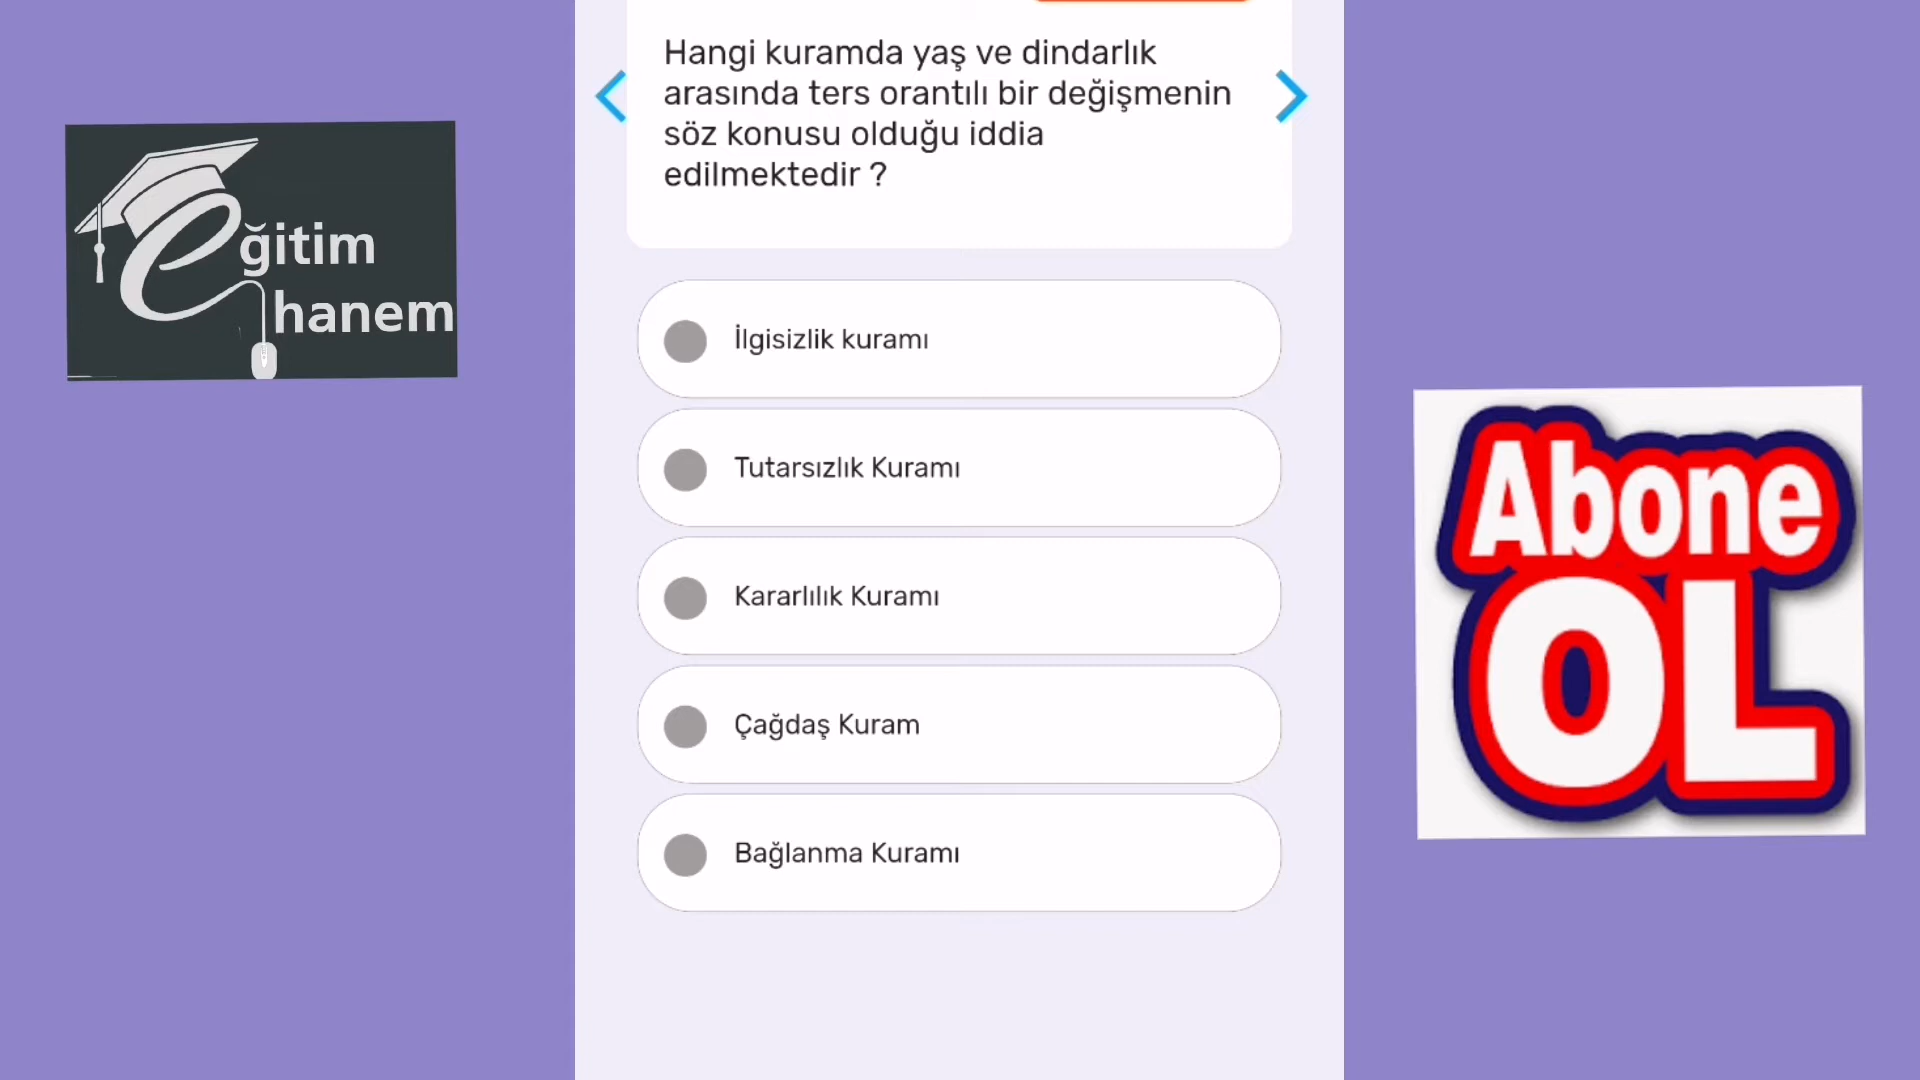 eğitim
hanem
Hangi kuramda yaş ve dindarlık
arasında ters orantılı bir değişmenin
söz konusu olduğu iddia
edilmektedir ?
İlgisizlik kuramı
Tutarsızlık Kuramı
Kararlılık Kuramı
Çağdaş Kuram
Bağlanma Kuramı
Abone
OL